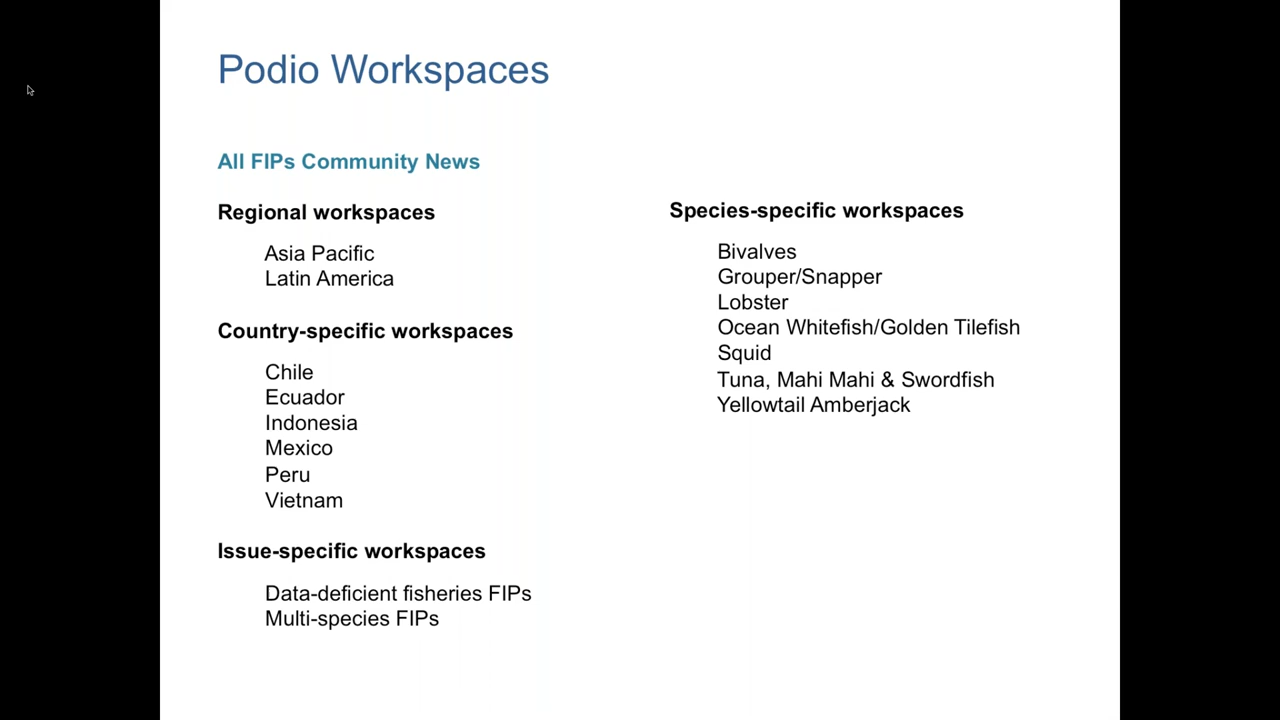 Podio Workspaces
All FIPs Community News
Regional workspaces
Asia Pacific
Latin America
Country-specific workspaces
Chile
Ecuador
Indonesia
Mexico
Peru
Vietnam
Issue-specific workspaces
Data-deficient fisheries FIPs
Multi-species FIPs
Species-specific workspaces
Bivalves
Grouper/Snapper
Lobster
Ocean Whitefish/Golden Tilefish
Squid
Tuna, Mahi Mahi & Swordfish
Yellowtail Amberjack